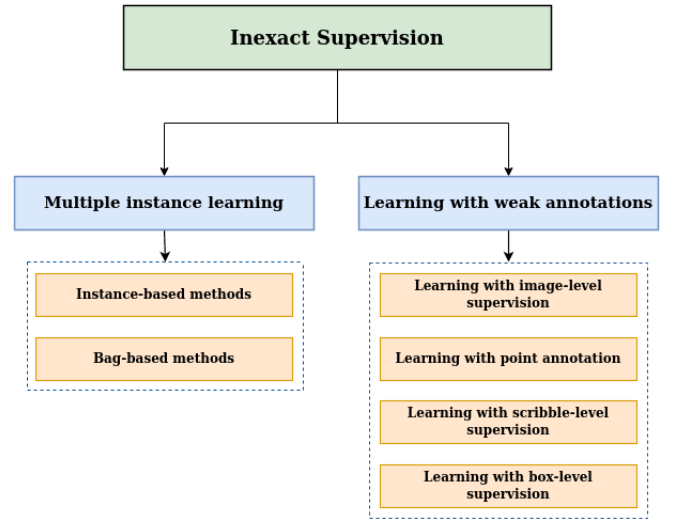 Inexact Supervision
Multiple instance learning
Learning with weak annotations
Instance-based methods
Bag-based methods
Learning with image-level
supervision
Learning with point annotation
Learning with scribble-level
supervision
Learning with box-level
supervision